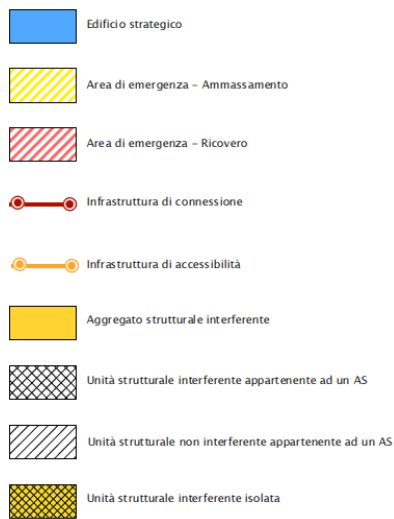 Edificio strategico
Area di emergenza – Ammassamento
Area di emergenza – Ricovero
Infrastruttura di connessione
Infrastruttura di accessibilità
Aggregato strutturale interferente
Unità strutturale interferente appartenente ad un AS
Unità strutturale non interferente appartenente ad un AS
Unità strutturale interferente isolata